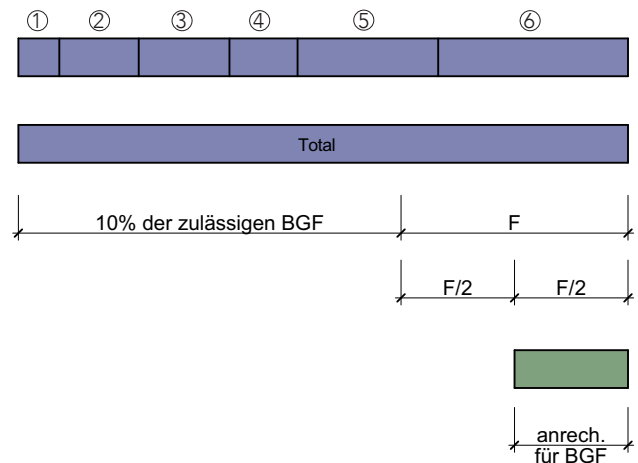 ① ② ③ ④ ⑤ ⑥
Total
10% der zulässigen BGF F
F/2 F/2
anrech.
für BGF